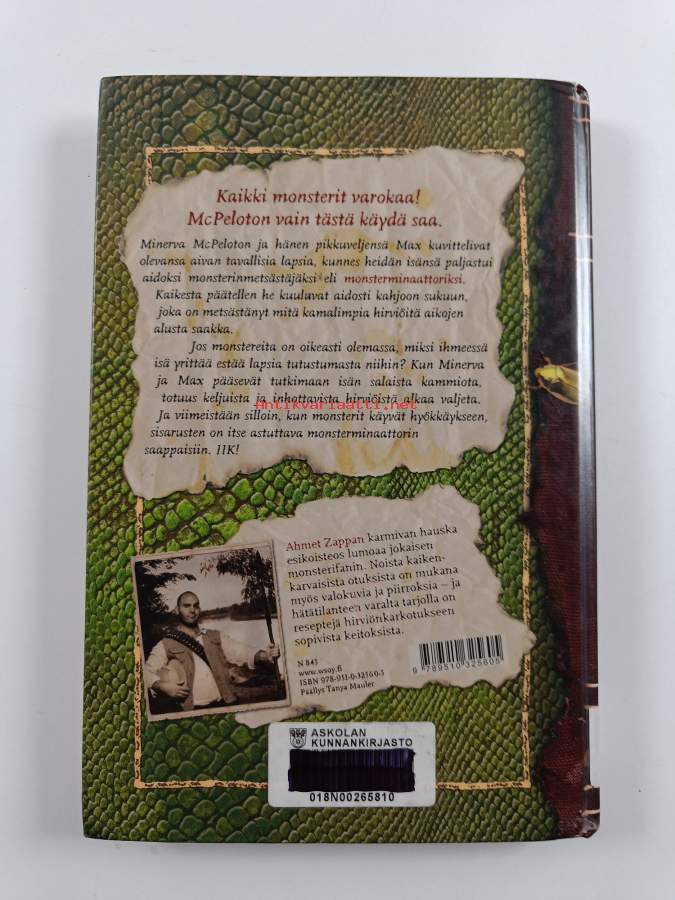 Kaikki monsterit varokaa!
McPeloton vain tästä käydä saa.
Minerva McPeloton ja hänen pikkuveljensä Max kuvittelivat
olevansa aivan tavallisia lapsia, kunnes heidän isänsä paljastui
aidoksi monsterinmetsästäjäksi eli monsterminaattoriksi.
Kaikesta päätellen he kuuluvat aidosti kahjoon sukuun,
joka on metsästänyt mitä kamalimpia hirviöitä aikojen
alusta saakka.
Jos monstereita on oikeasti olemassa, miksi ihmeessä
isä yrittää estää lapsia tutustumasta niihin? Kun Minerva
ja Max pääsevät tutkimaan isän salaista kammiota,
totuus keljuista ja inhottavista hirviöistä alkaa valjeta.
Antikvariaatti.net
Ja viimeistään silloin, kun monsterit käyvät hyökkäykseen,
sisarusten on itse astuttava monsterminaattorin
saappaisiin. IIK!
Ahmet Zappan karmivan hauska
esikoisteos lumoaa jokaisen
monsterifanin. Noista kaiken-
karvaisista otuksista on mukana
myös valokuvia ja piirroksia – ja
hätätilanteen varalta tarjolla on
reseptejä hirviönkarkotukseen
sopivista keitoksista.
N 84.5
www.wsoy.fi
ISBN 978-951-0-32560-5
Päällys Tanya Mauler
9 789510 325605
ASKOLAN
KUNNANKIRJASTO
018N00265810